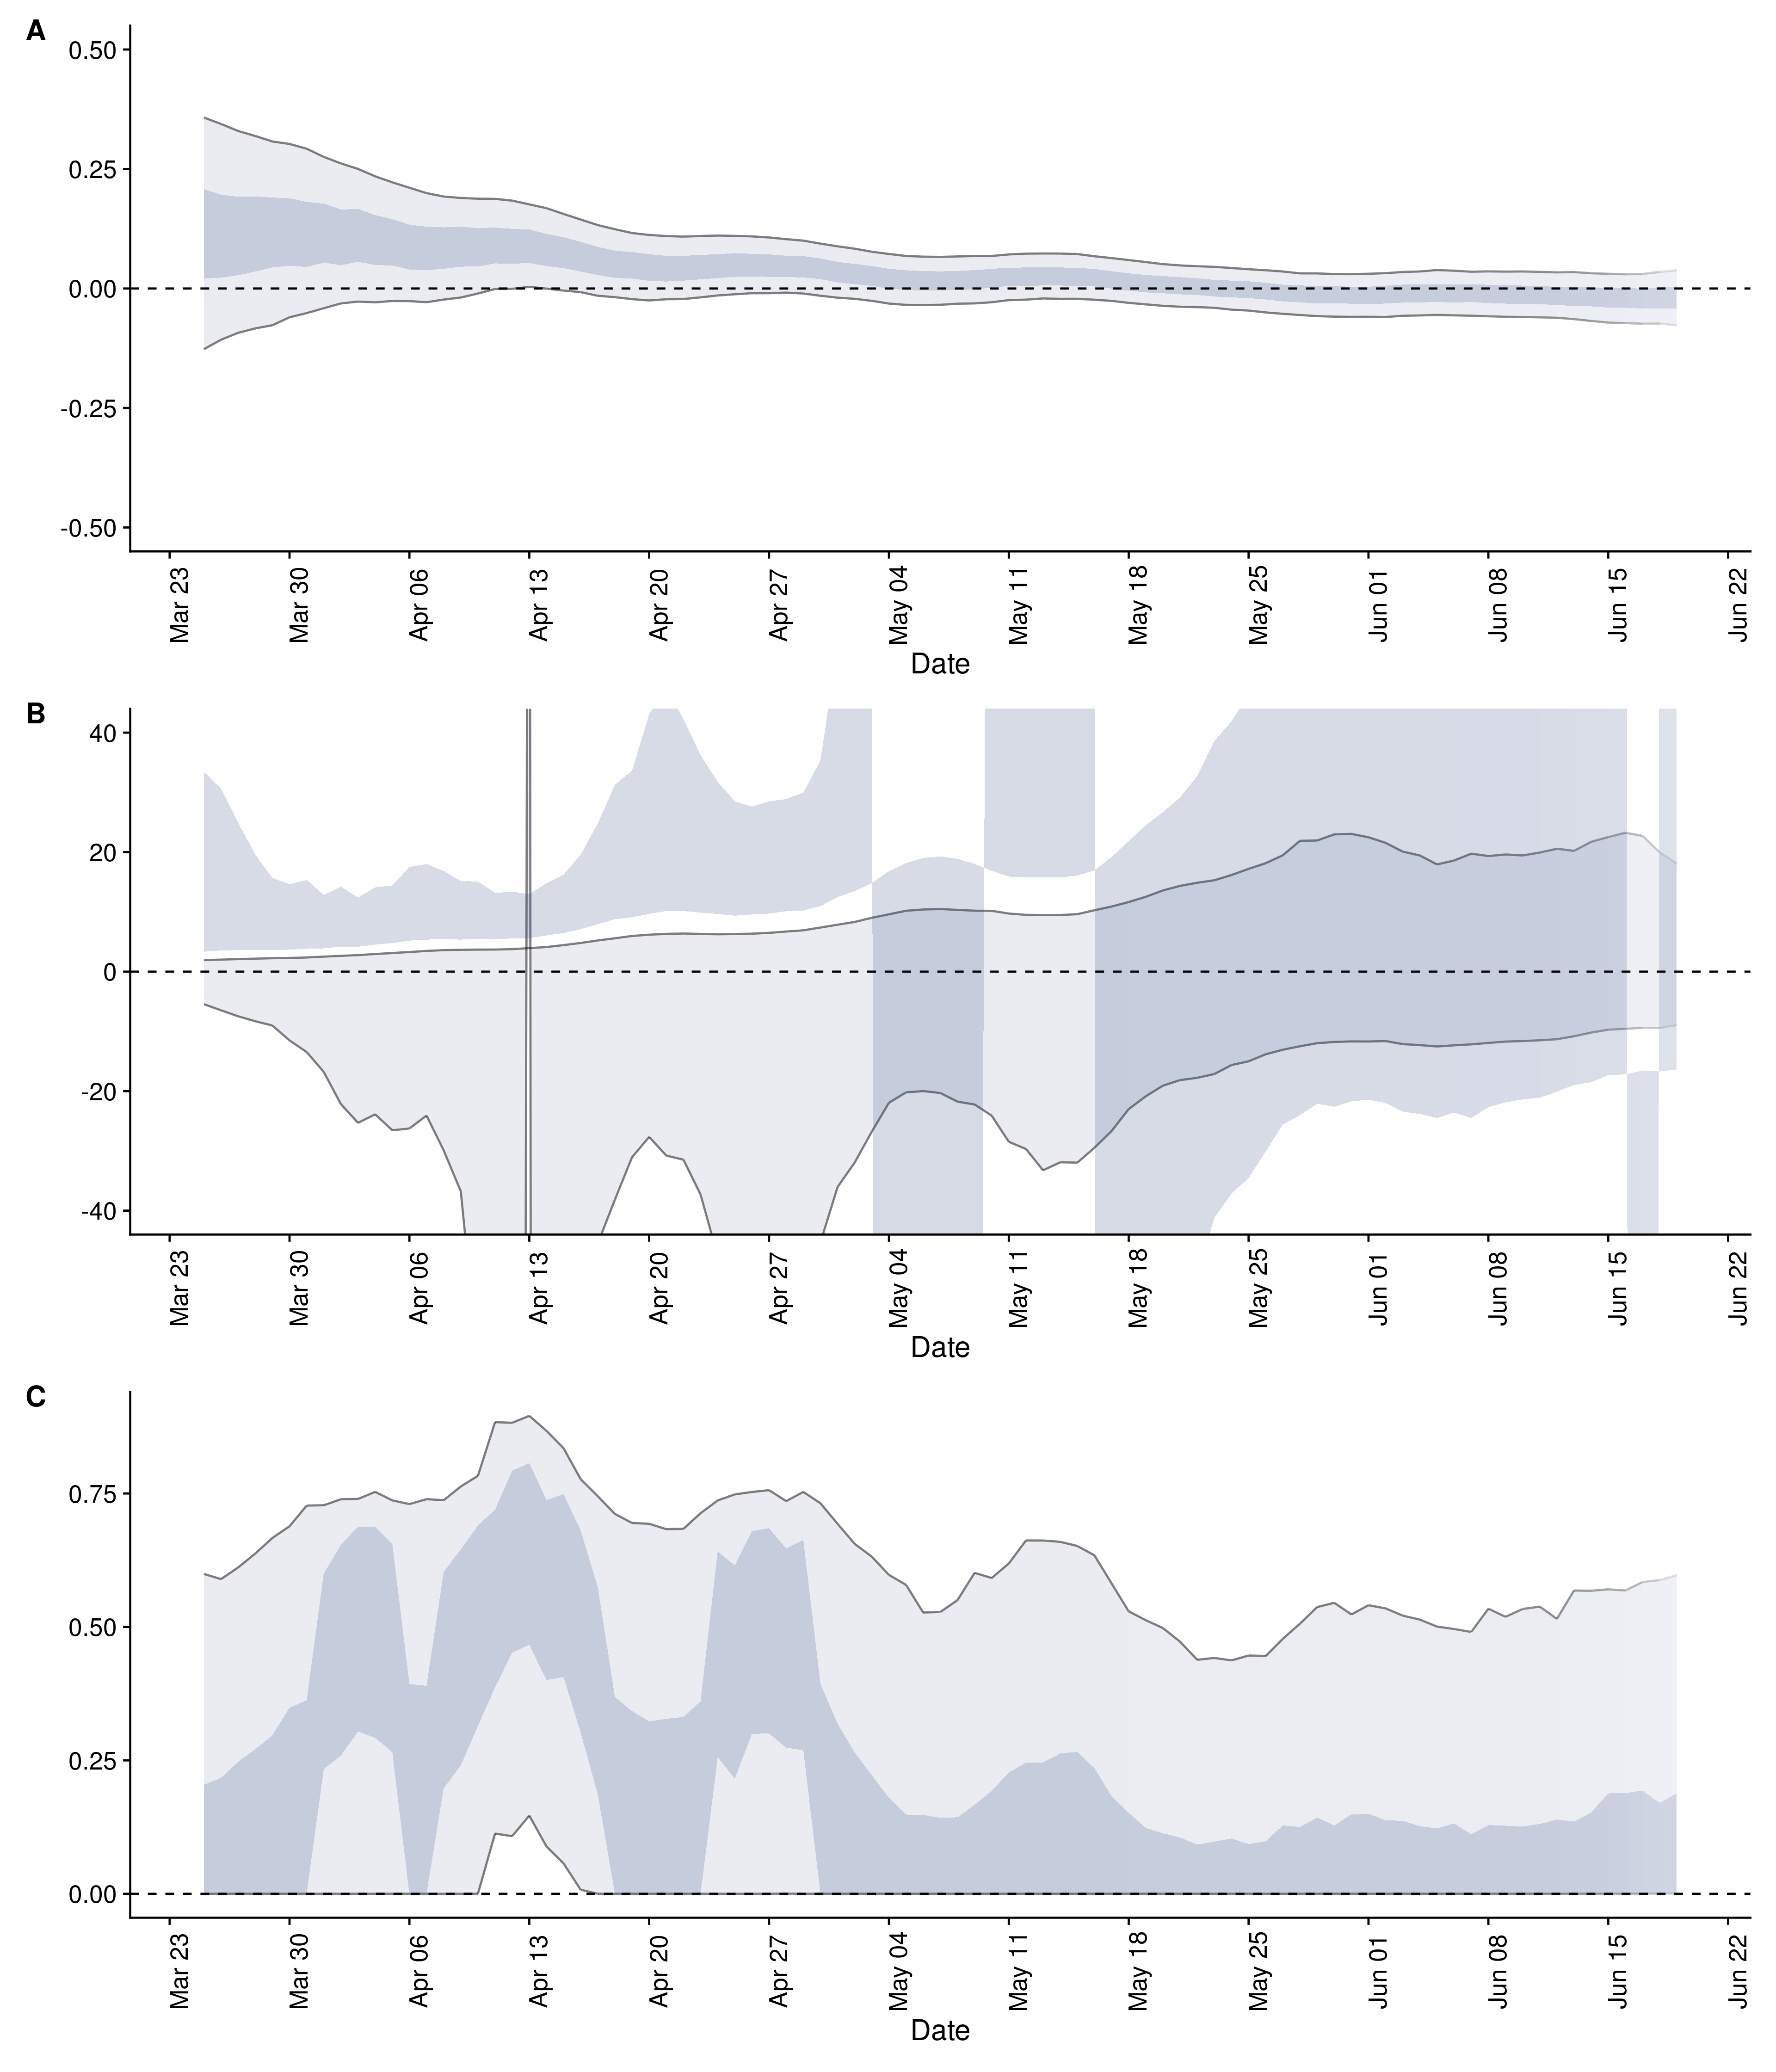 A
0.50
0.25
0.00
-0.25
-0.50
Mar 23
Mar 30
Apr 06
Apr 13
Apr 20
Apr 27
May 04
May 11
May 18
May 25
Jun 01
Jun 08
Jun 15
Jun 22
Date
B
40
20
0
-20
-40
Mar 23
Mar 30
Apr 06
Apr 13
Apr 20
Apr 27
May 04
May 11
May 18
May 25
Jun 01
Jun 08
Jun 15
Jun 22
Date
C
0.75
0.50
0.25
0.00
Mar 23
Mar 30
Apr 06
Apr 13
Apr 20
Apr 27
May 04
May 11
May 18
May 25
Jun 01
Jun 08
Jun 15
Jun 22
Date